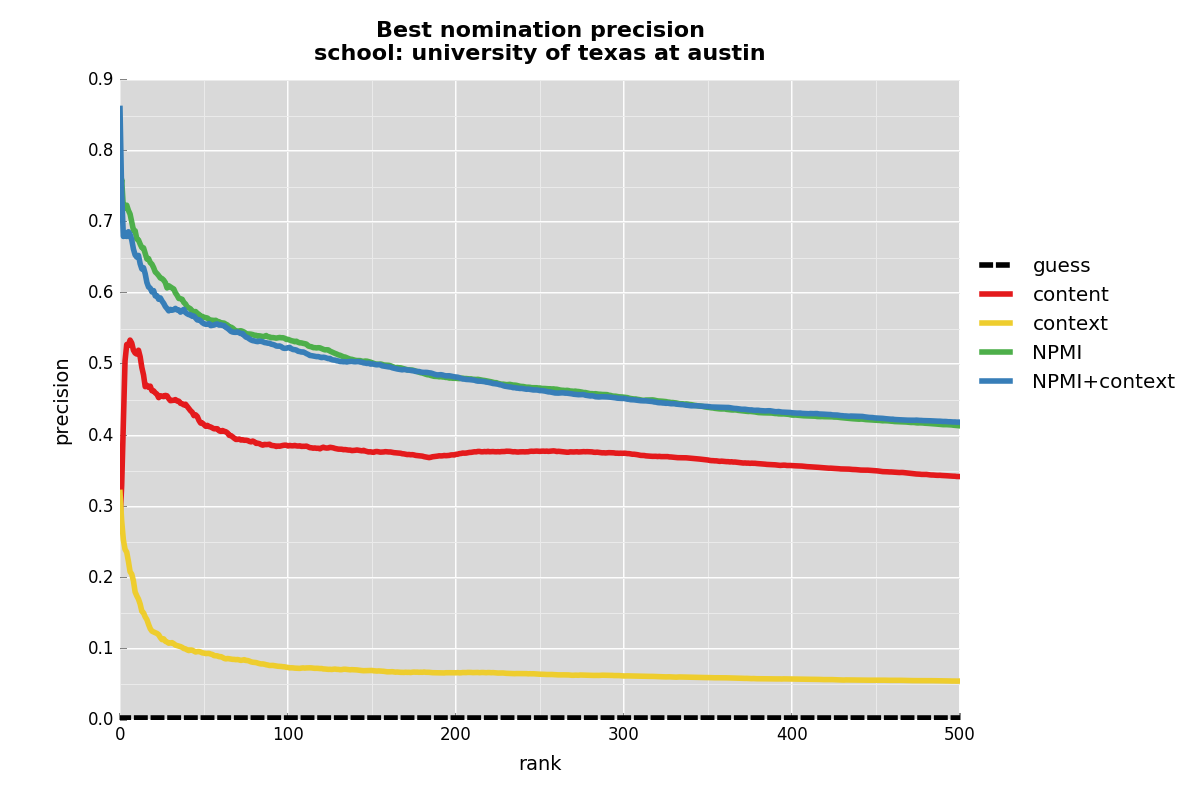 Best nomination precision
school: university of texas at austin
0.9
0.8
0.7
0.6
0.5
0.4
0.3
0.2
0.1
0.0
precision
0
100
200
300
400
500
rank
guess
content
context
NPMI
NPMI+context